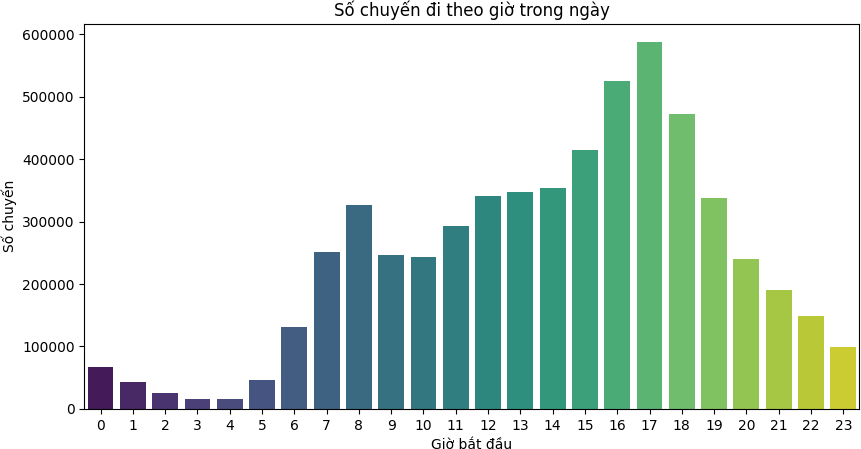 Số chuyến đi theo giờ trong ngày
600000
500000
400000
300000
200000
100000
0
Số chuyến
0 1 2 3 4 5 6 7 8 9 10 11 12 13 14 15 16 17 18 19 20 21 22 23
Giờ bắt đầu